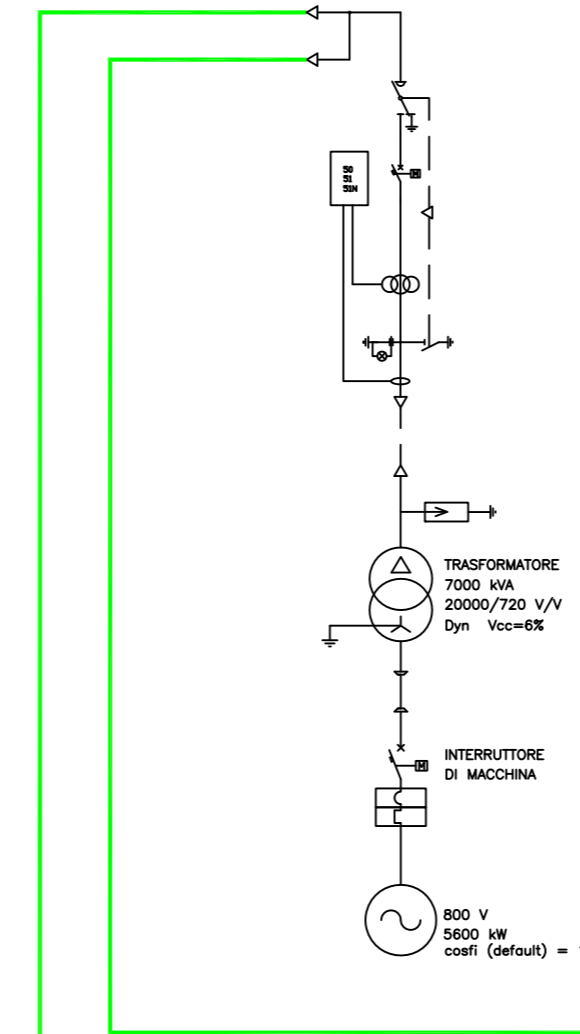 50
51
51N
M
TRASFORMATORE
7000 kVA
20000/720 V/V
Dyn Vcc=6%
M
INTERRUTTORE
DI MACCHINA
800 V
5600 kW
cosfi (default) =